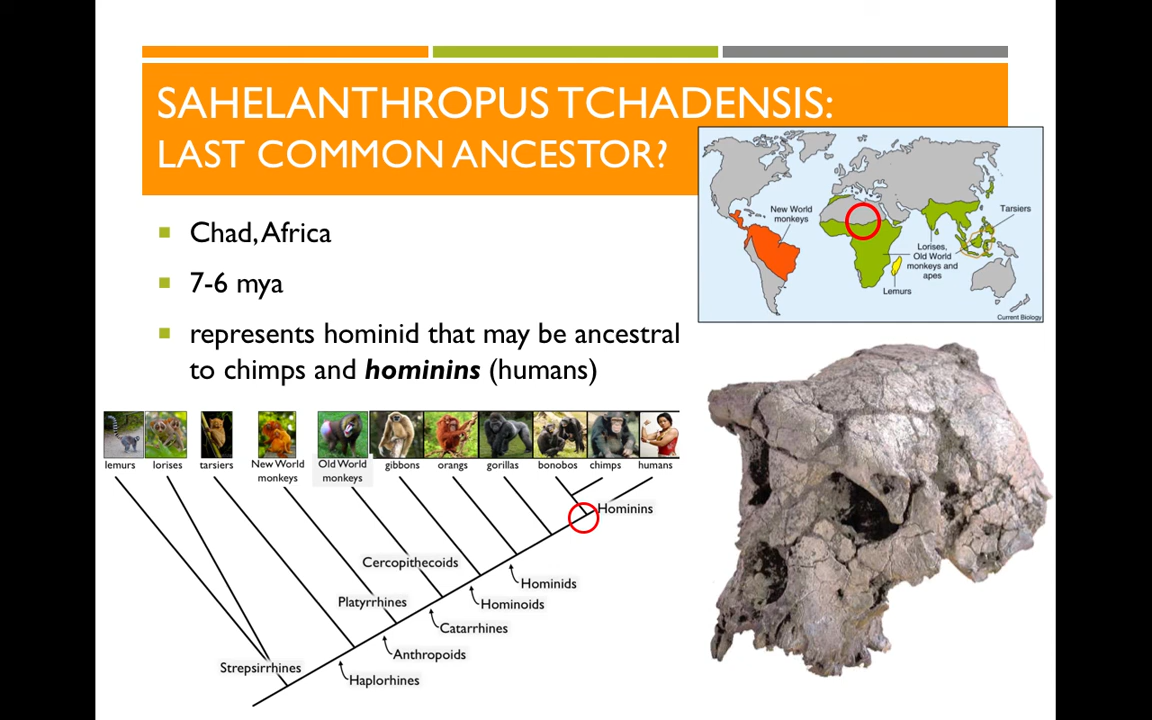 SAHELANTHROPUS TCHADENSIS:
LAST COMMON ANCESTOR?
Chad, Africa
7-6 mya
represents hominid that may be ancestral
to chimps and hominins (humans)
New World
monkeys
Tarsiers
Lorises,
Old World
monkeys and
apes
Lemurs
Current Biology
lemurs
lorises
tarsiers
New World
monkeys
Old World
monkeys
gibbons
orangs
gorillas
bonobos
chimps
humans
Hominins
Cercopithecoids
Hominids
Platyrrhines
Hominoids
Catarrhines
Anthropoids
Strepsirrhines
Haplorhines